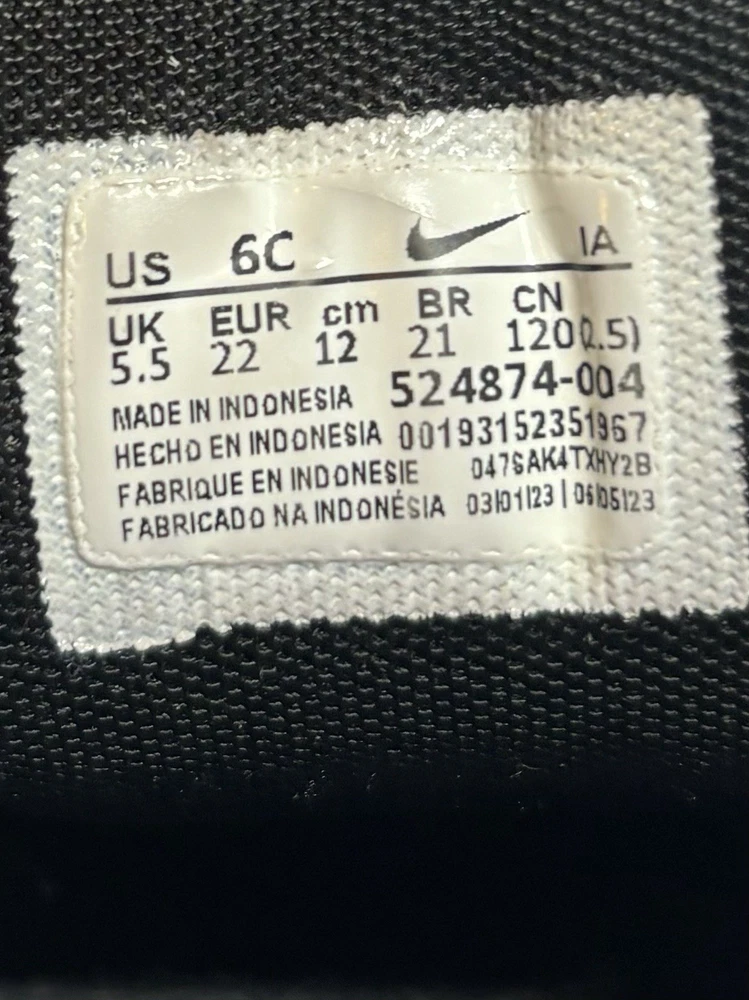 US 6C IA
UK EUR cm BR CN
5.5 22 12 21 120(2.5)
MADE IN INDONESIA 524874-004
HECHO EN INDONESIA 00193152351967
FABRIQUE EN INDONESIE 047SAK4TXHY2B
FABRICADO NA INDONÉSIA 03|01|23 | 06|05|23